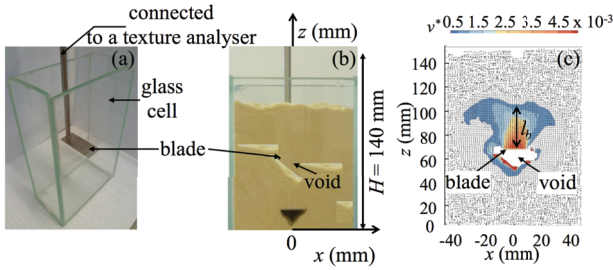 connected
to a texture analyser
(a)
glass
cell
blade
z (mm)
(b)
void
H = 140 mm
0
x (mm)
v* 0.5 1.5 2.5 3.5 4.5 x 10⁻³
(c)
z (mm)
140
120
100
80
60
40
20
0
l_b
blade
void
-40 -20 0 20 40
x (mm)